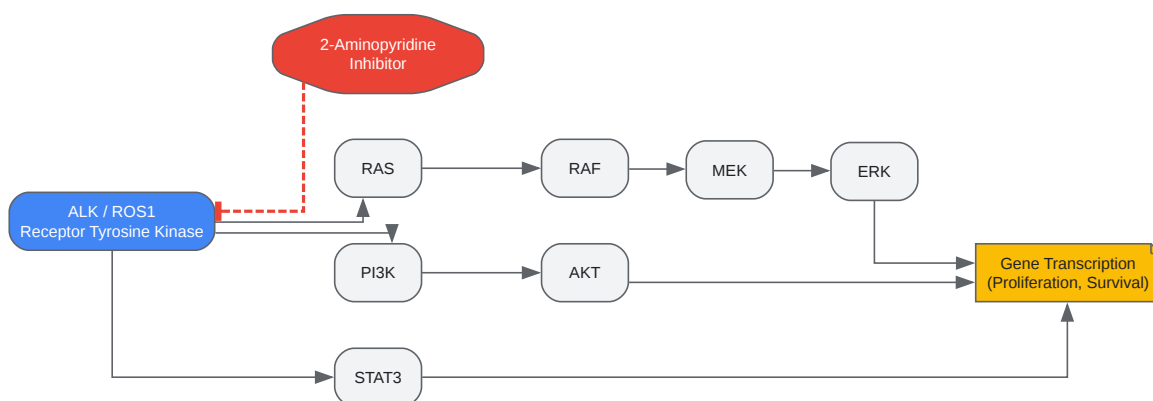 2-Aminopyridine
Inhibitor
RAS
RAF
MEK
ERK
ALK / ROS1
Receptor Tyrosine Kinase
PI3K
AKT
Gene Transcription
(Proliferation, Survival)
STAT3